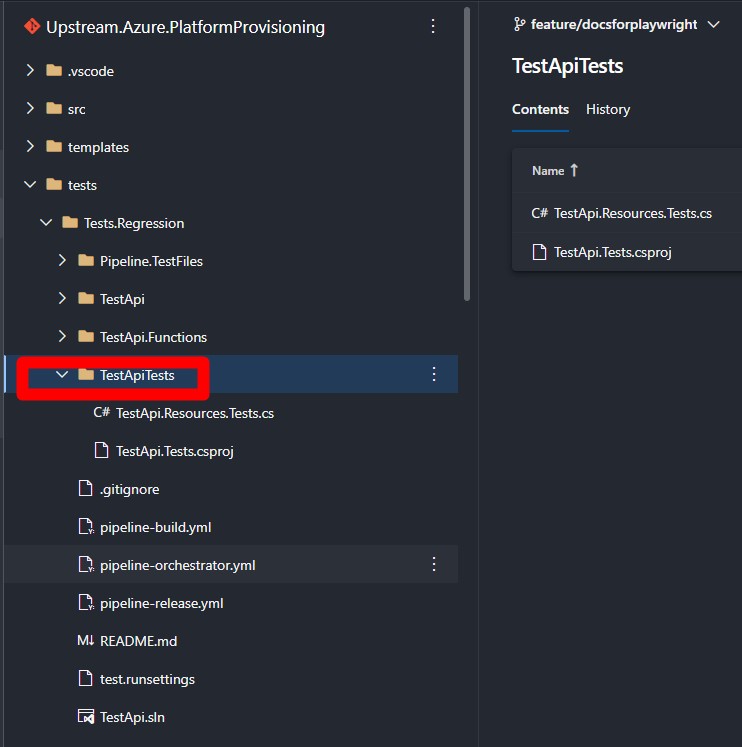 Upstream.Azure.PlatformProvisioning
.vscode
src
templates
tests
Tests.Regression
Pipeline.TestFiles
TestApi
TestApi.Functions
TestApiTests
C# TestApi.Resources.Tests.cs
TestApi.Tests.csproj
.gitignore
pipeline-build.yml
pipeline-orchestrator.yml
pipeline-release.yml
M↓ README.md
test.runsettings
TestApi.sln
feature/docsforplaywright
TestApiTests
Contents History
Name ↑
C# TestApi.Resources.Tests.cs
TestApi.Tests.csproj